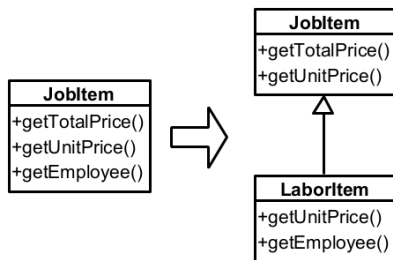 JobItem
+getTotalPrice()
+getUnitPrice()
+getEmployee()
JobItem
+getTotalPrice()
+getUnitPrice()
LaborItem
+getUnitPrice()
+getEmployee()